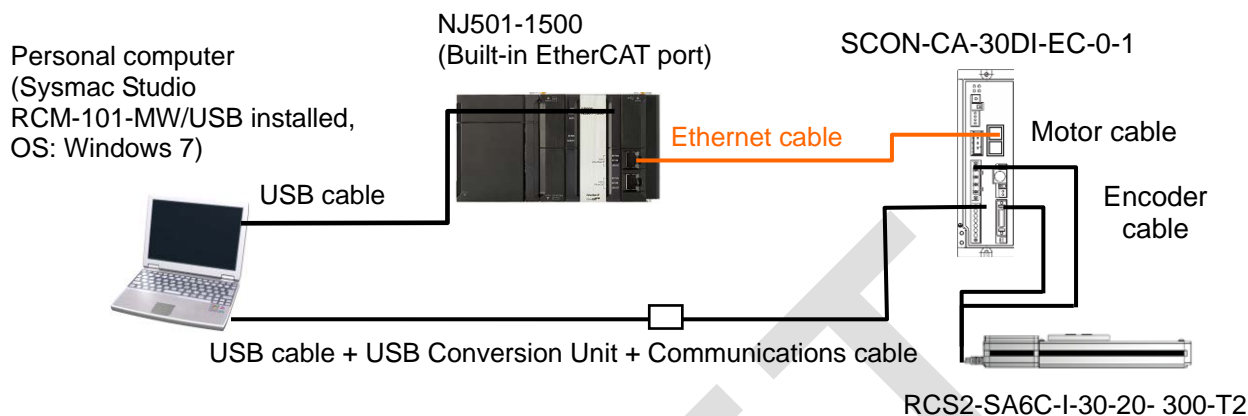 NJ501-1500
(Built-in EtherCAT port)
SCON-CA-30DI-EC-0-1
Personal computer
(Sysmac Studio
RCM-101-MW/USB installed,
OS: Windows 7)
Ethernet cable
Motor cable
USB cable
Encoder
cable
USB cable + USB Conversion Unit + Communications cable
RCS2-SA6C-I-30-20- 300-T2